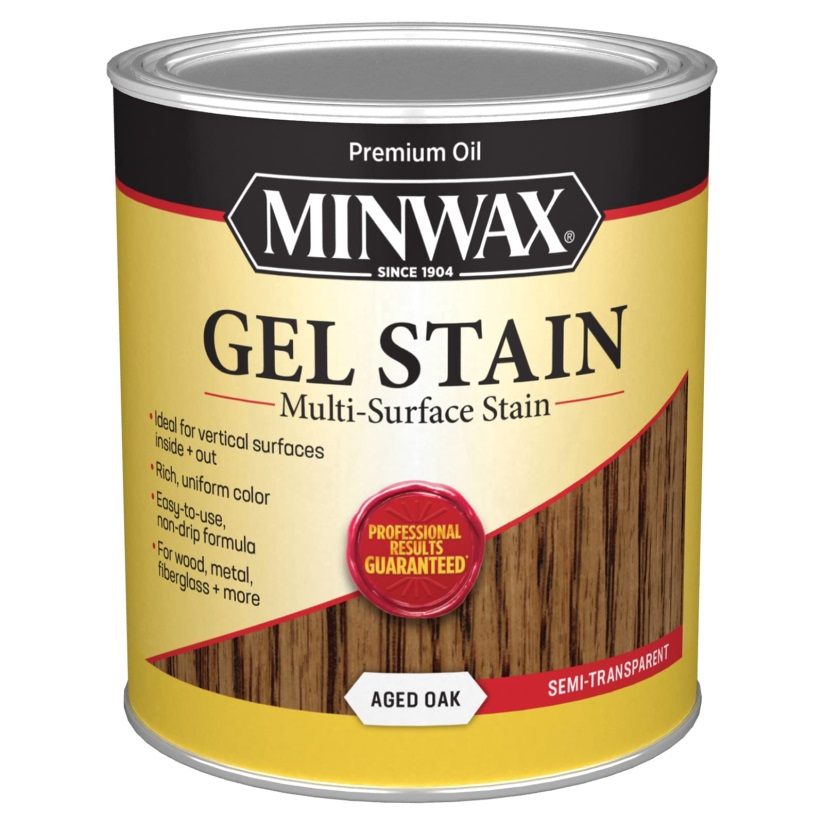 Premium Oil
MINWAX®
SINCE 1904
GEL STAIN
Multi-Surface Stain
• Ideal for vertical surfaces
inside + out
• Rich, uniform color
• Easy-to-use,
non-drip formula
• For wood, metal,
fiberglass + more
PROFESSIONAL
RESULTS
GUARANTEED*
AGED OAK
SEMI-TRANSPARENT